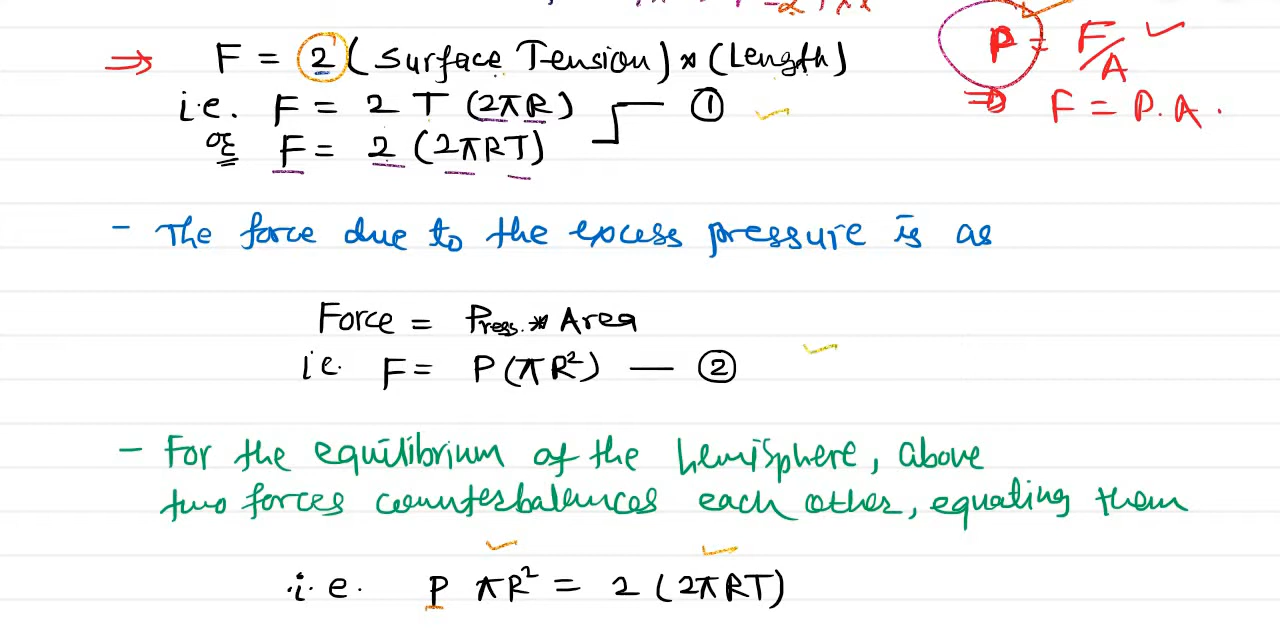 P = F/A
⇒ F = 2 (Surface Tension) * (Length)
⇒ F = P.A.
i.e. F = 2 T (2πR) — ①
or F = 2 (2πRT)
- The force due to the excess pressure is as
Force = Press. * Area
i.e. F = P(πR²) — ②
- For the equilibrium of the hemisphere, above
two forces counterbalances each other, equating them
i.e. P πR² = 2 (2πRT)